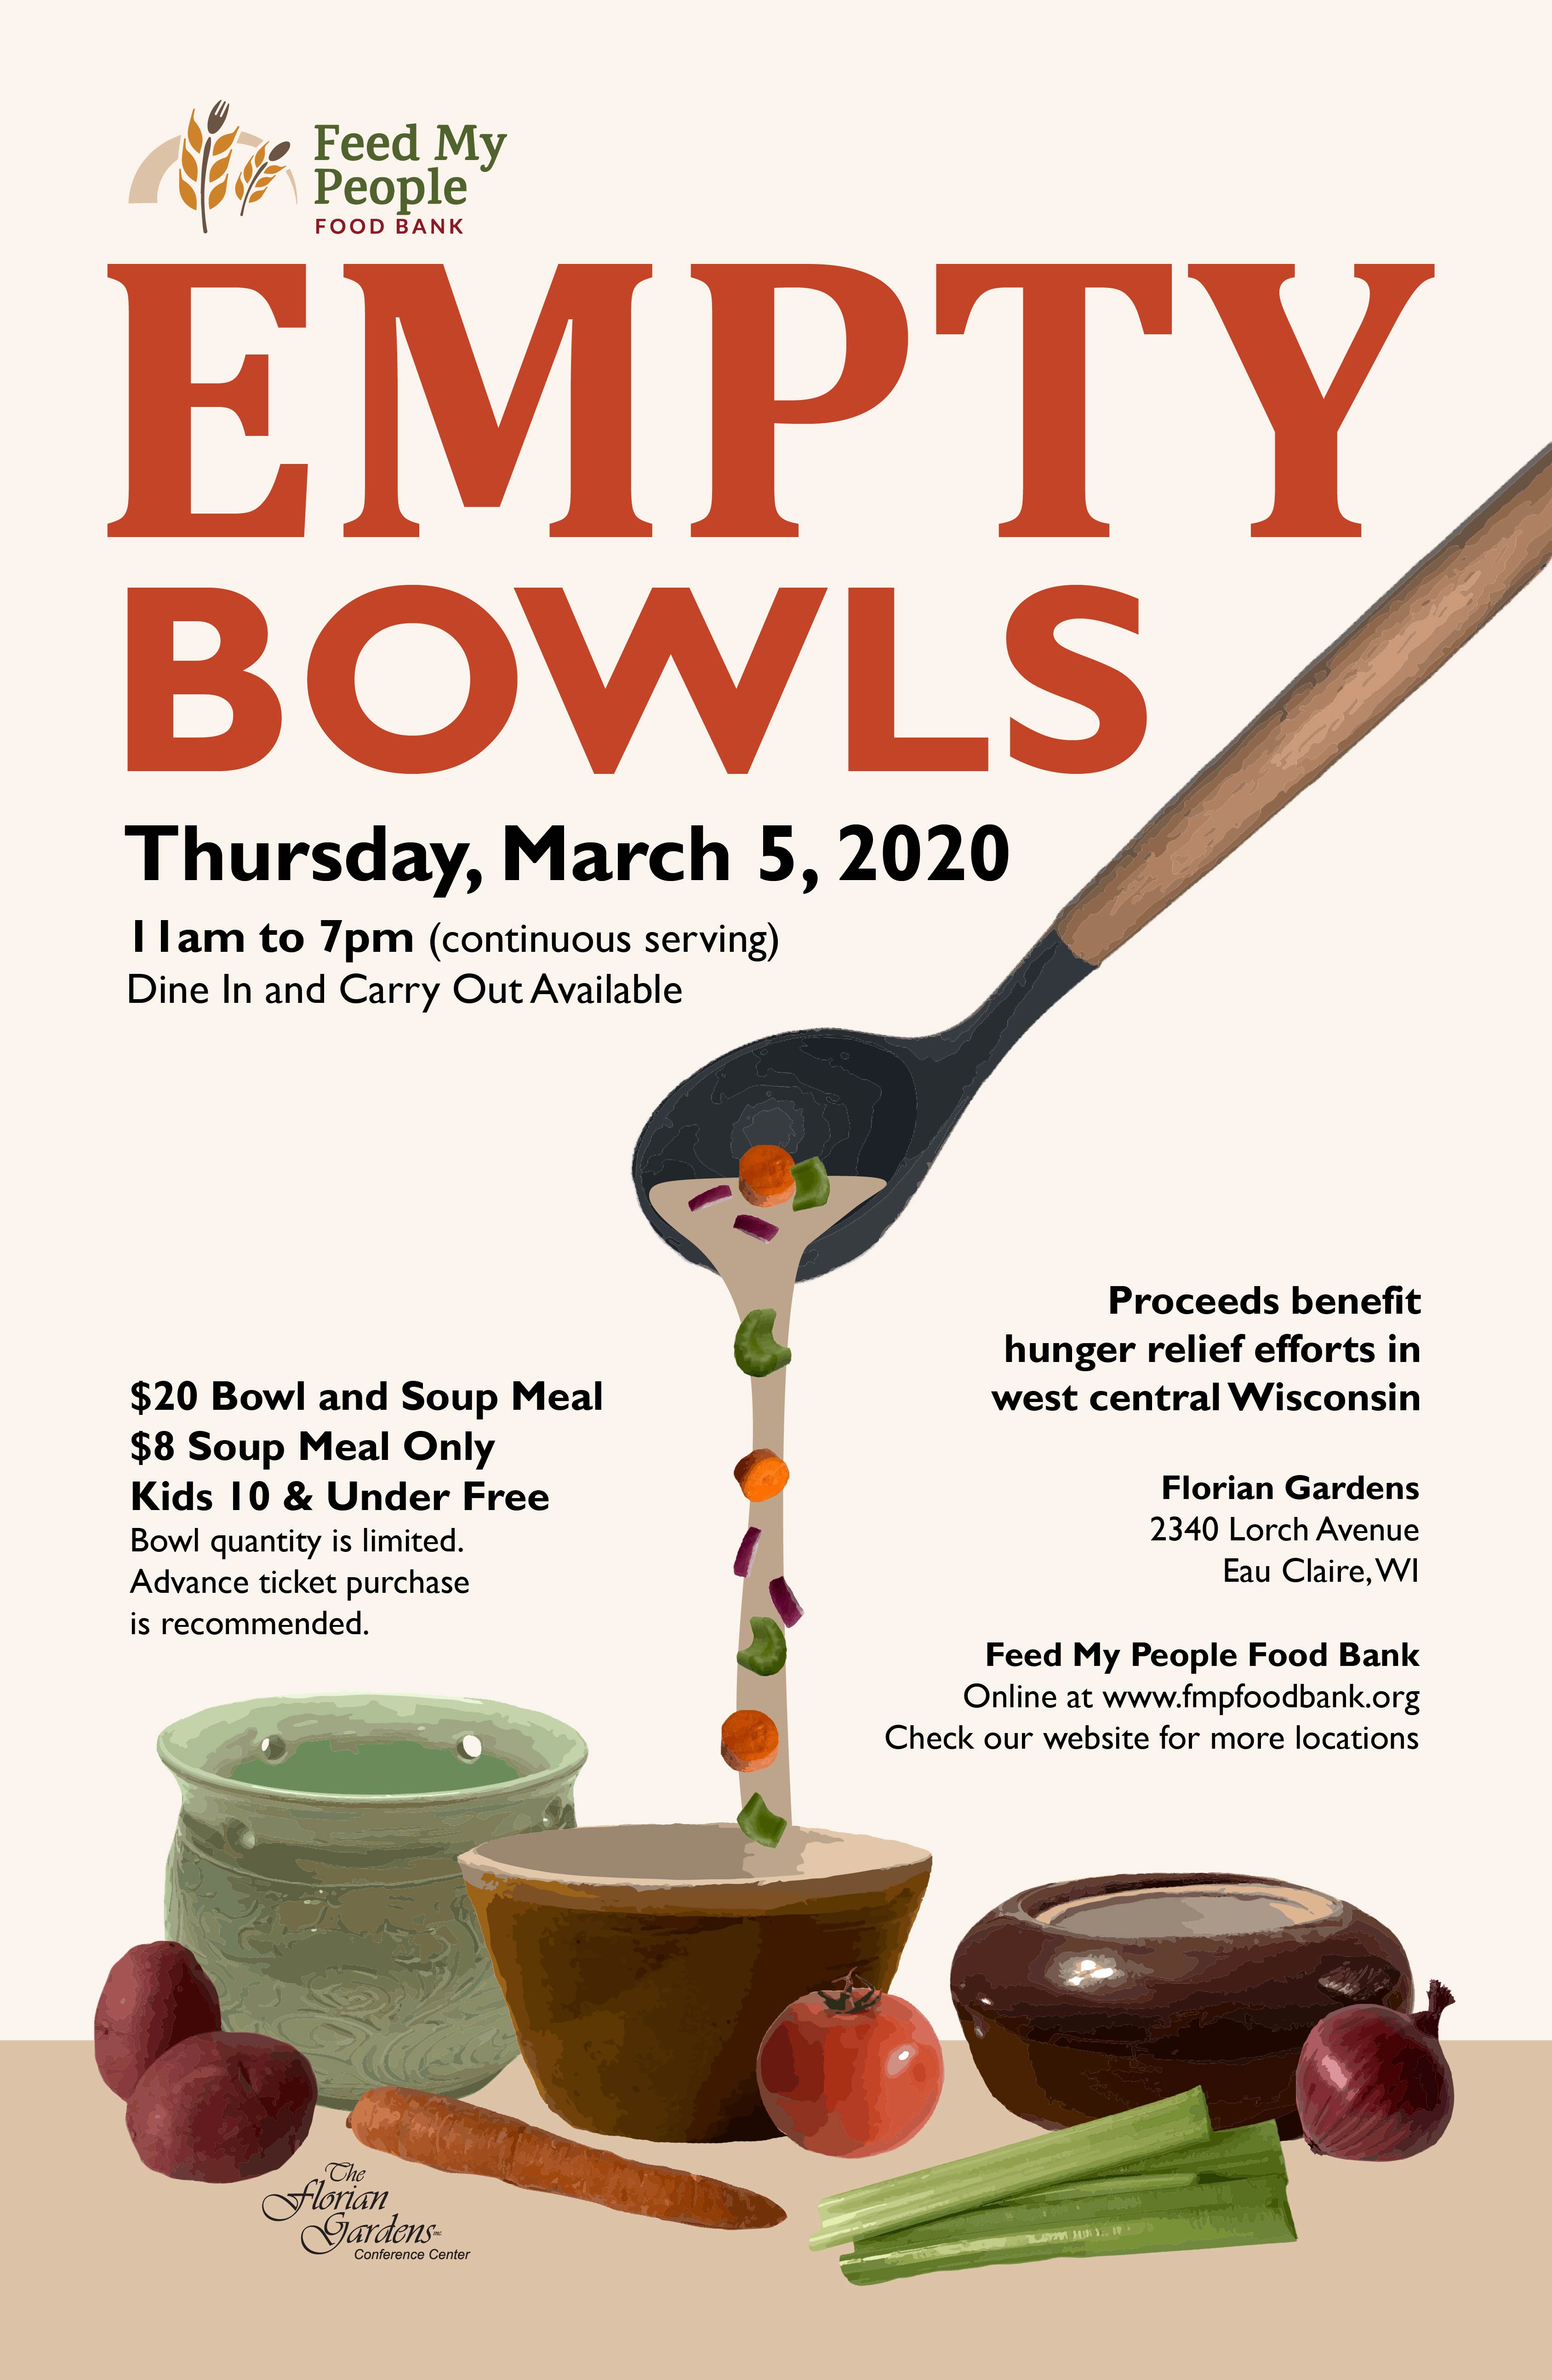 Feed My
People
FOOD BANK
EMPTY
BOWLS
Thursday, March 5, 2020
11am to 7pm (continuous serving)
Dine In and Carry Out Available
$20 Bowl and Soup Meal
$8 Soup Meal Only
Kids 10 & Under Free
Bowl quantity is limited.
Advance ticket purchase
is recommended.
Proceeds benefit
hunger relief efforts in
west central Wisconsin
Florian Gardens
2340 Lorch Avenue
Eau Claire, WI
Feed My People Food Bank
Online at www.fmpfoodbank.org
Check our website for more locations
The
Florian
Gardens inc.
Conference Center